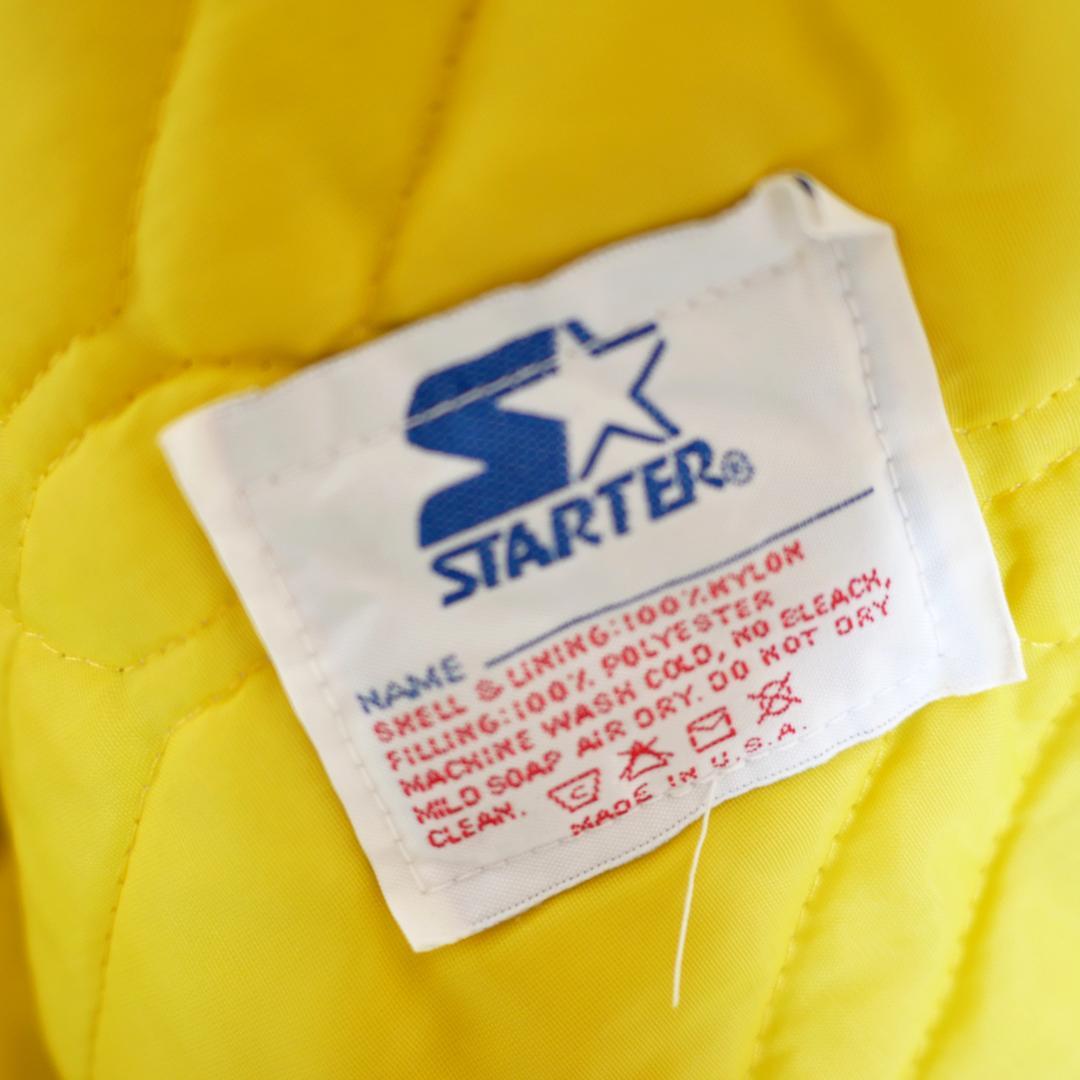 STARTER®
NAME
SHELL & LINING:100% NYLON
FILLING:100% POLYESTER
MACHINE WASH COLD, NO BLEACH,
MILD SOAP AIR DRY. DO NOT DRY
CLEAN.
C
MADE IN U.S.A.